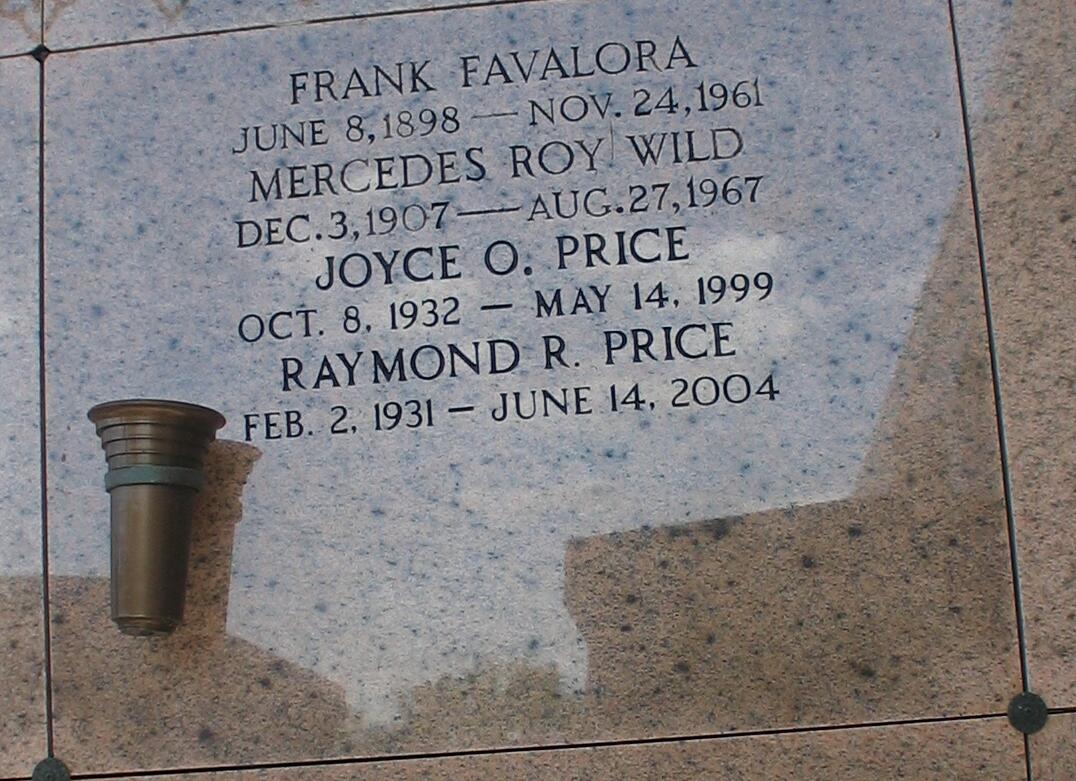 FRANK FAVALORA
JUNE 8,1898 — NOV. 24,1961
MERCEDES ROY WILD
DEC. 3,1907 — AUG. 27,1967
JOYCE O. PRICE
OCT. 8, 1932 — MAY 14, 1999
RAYMOND R. PRICE
FEB. 2, 1931 — JUNE 14, 2004